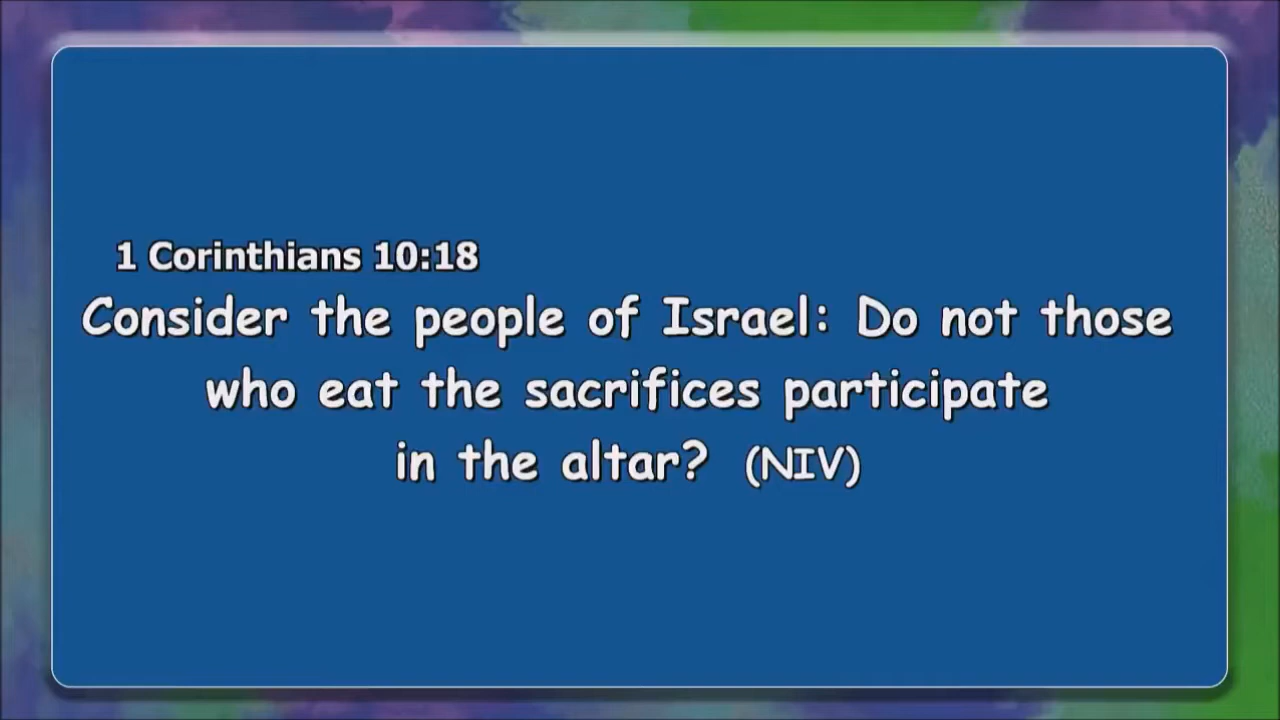 1 Corinthians 10:18
Consider the people of Israel: Do not those
who eat the sacrifices participate
in the altar? (NIV)